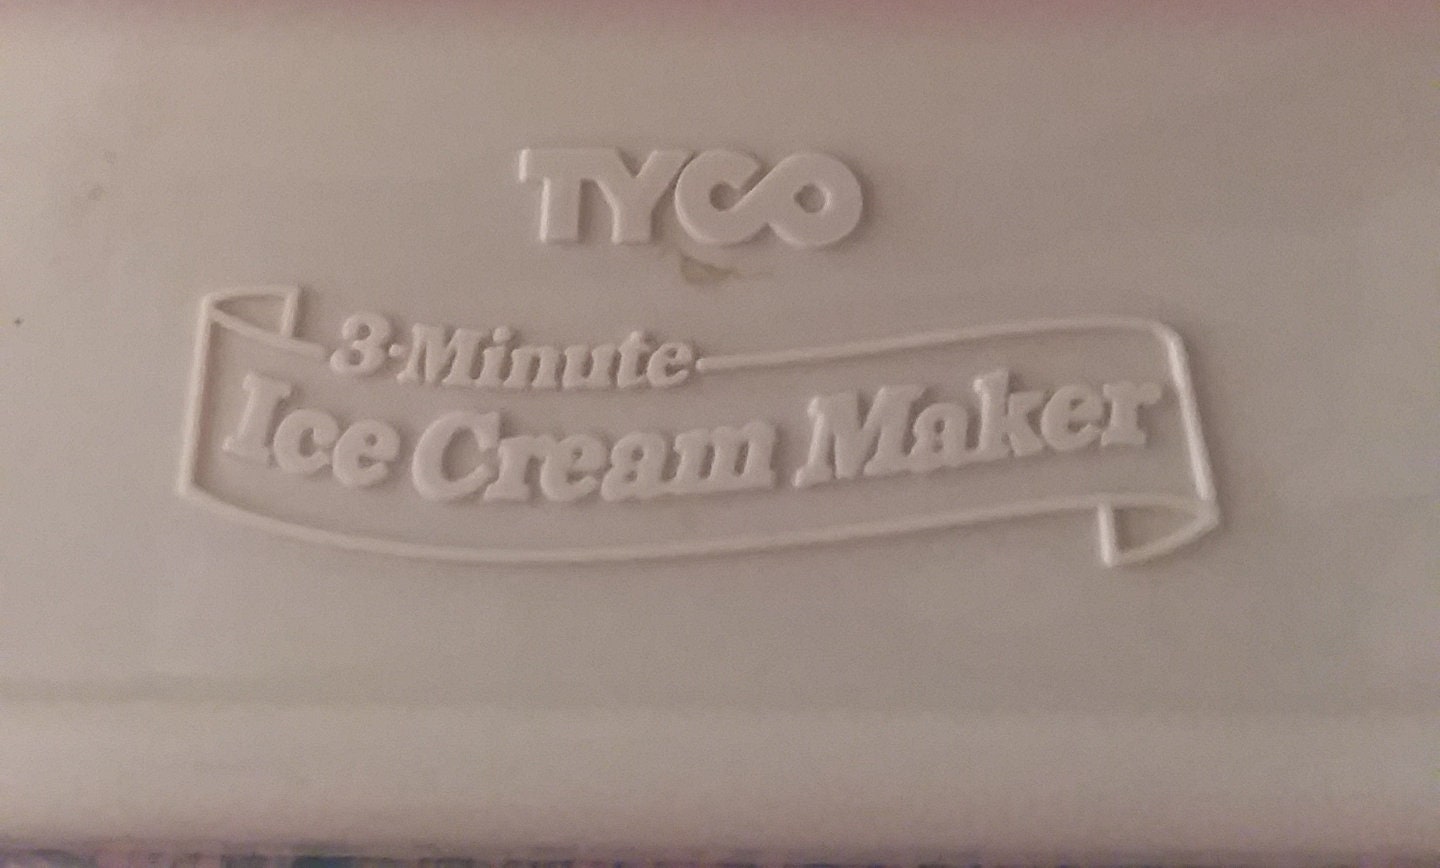 TYCO
3-Minute
Ice Cream Maker